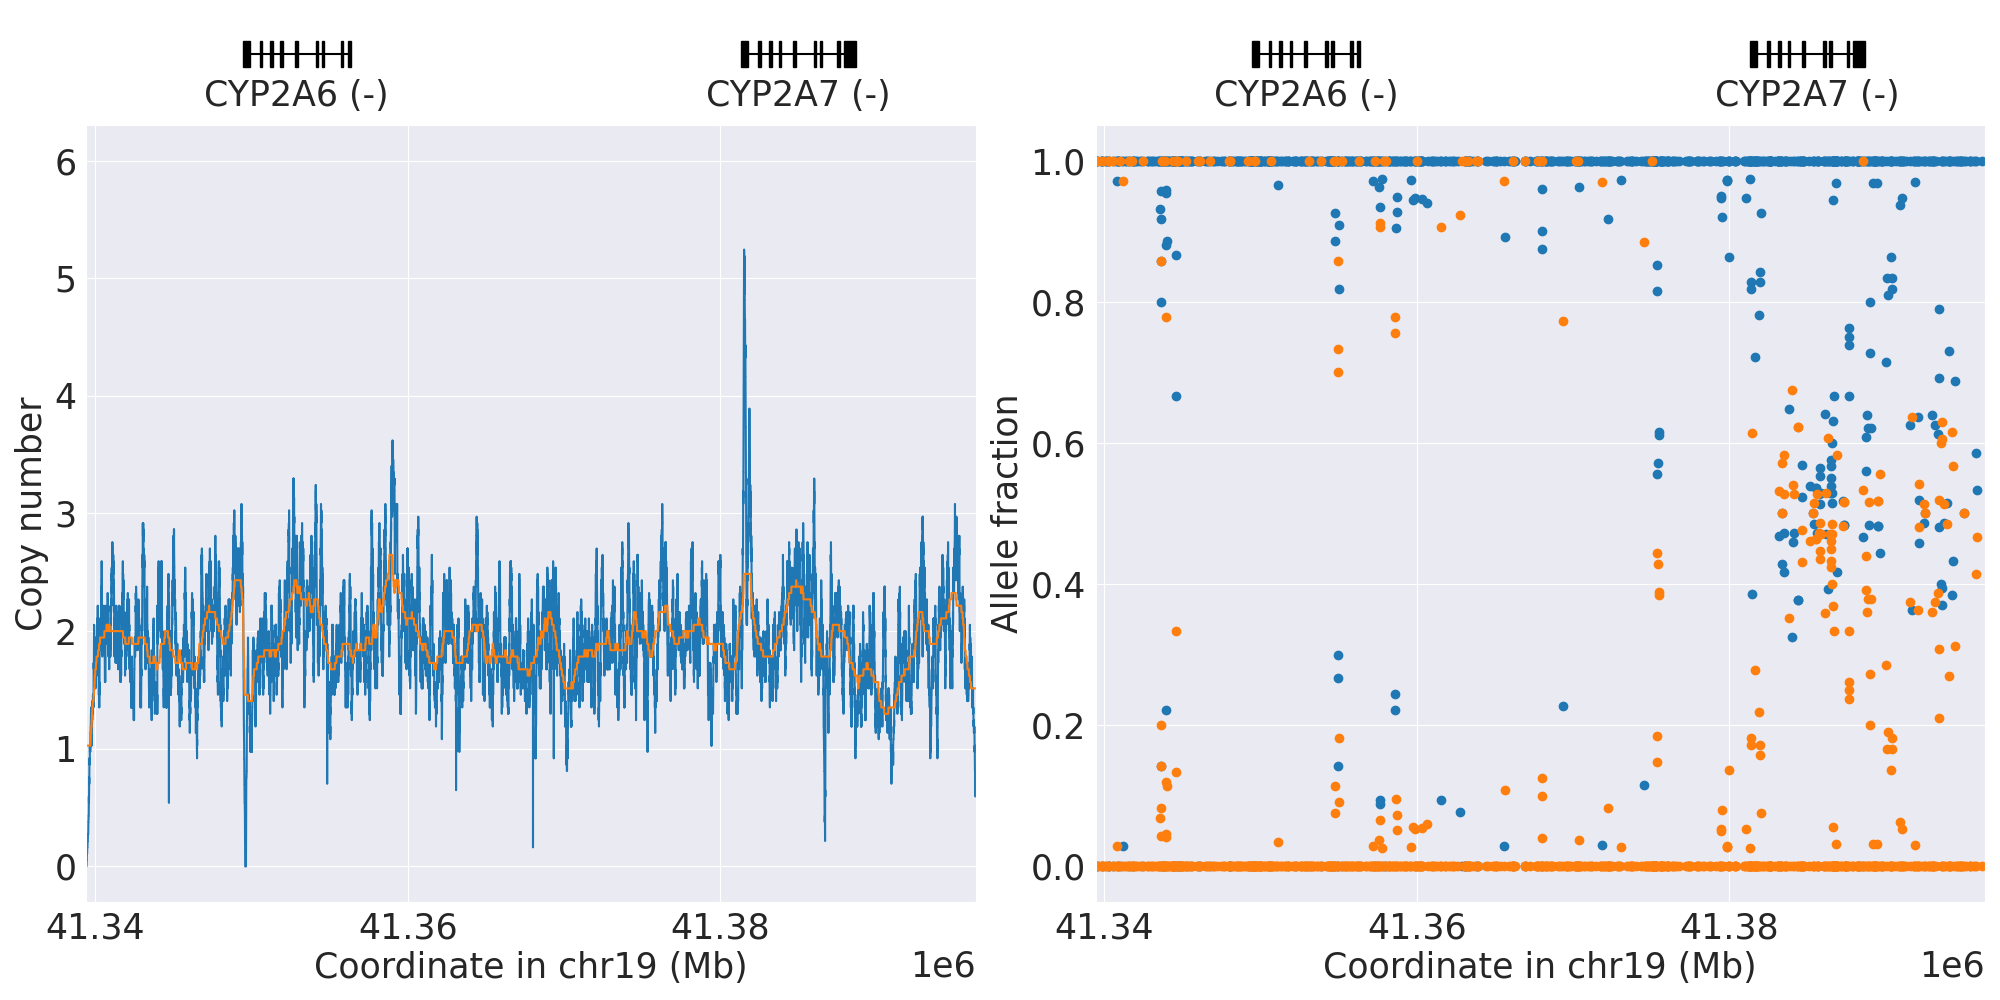 CYP2A6 (-)
CYP2A7 (-)
6
5
4
3
2
1
0
Copy number
41.34
41.36
41.38
Coordinate in chr19 (Mb)
1e6
CYP2A6 (-)
CYP2A7 (-)
1.0
0.8
0.6
0.4
0.2
0.0
Allele fraction
41.34
41.36
41.38
Coordinate in chr19 (Mb)
1e6